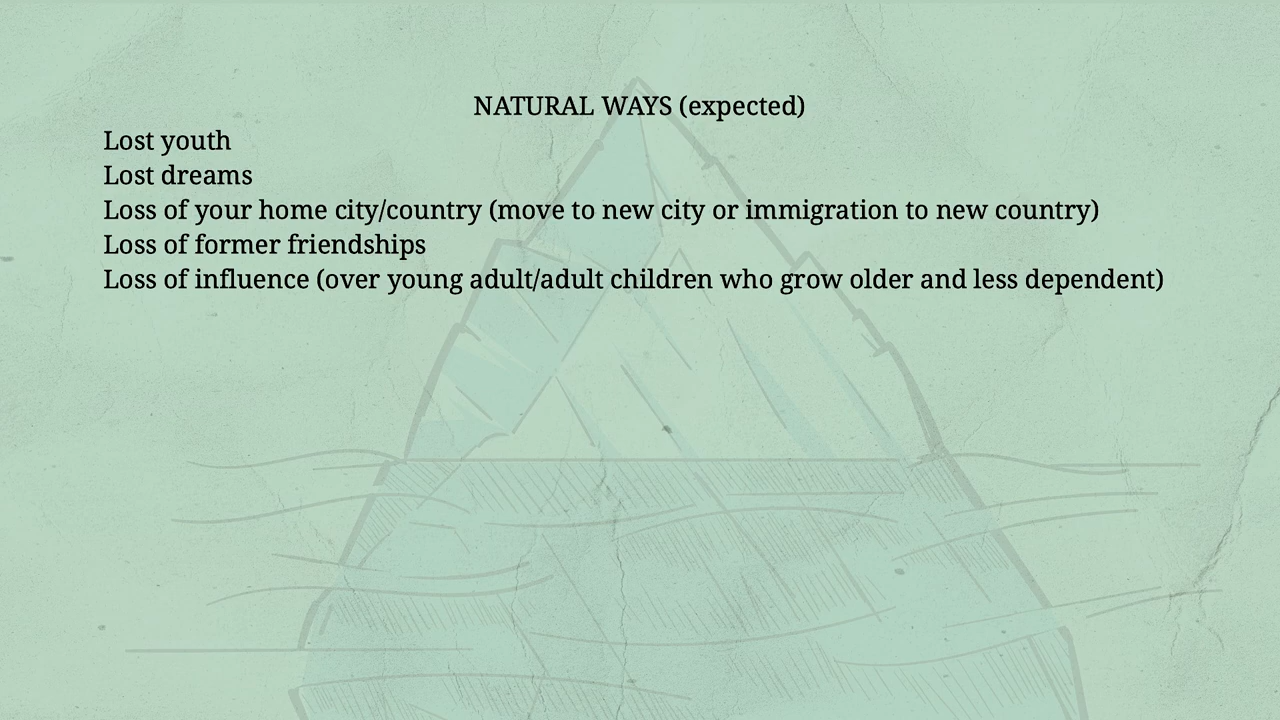 NATURAL WAYS (expected)
Lost youth
Lost dreams
Loss of your home city/country (move to new city or immigration to new country)
Loss of former friendships
Loss of influence (over young adult/adult children who grow older and less dependent)